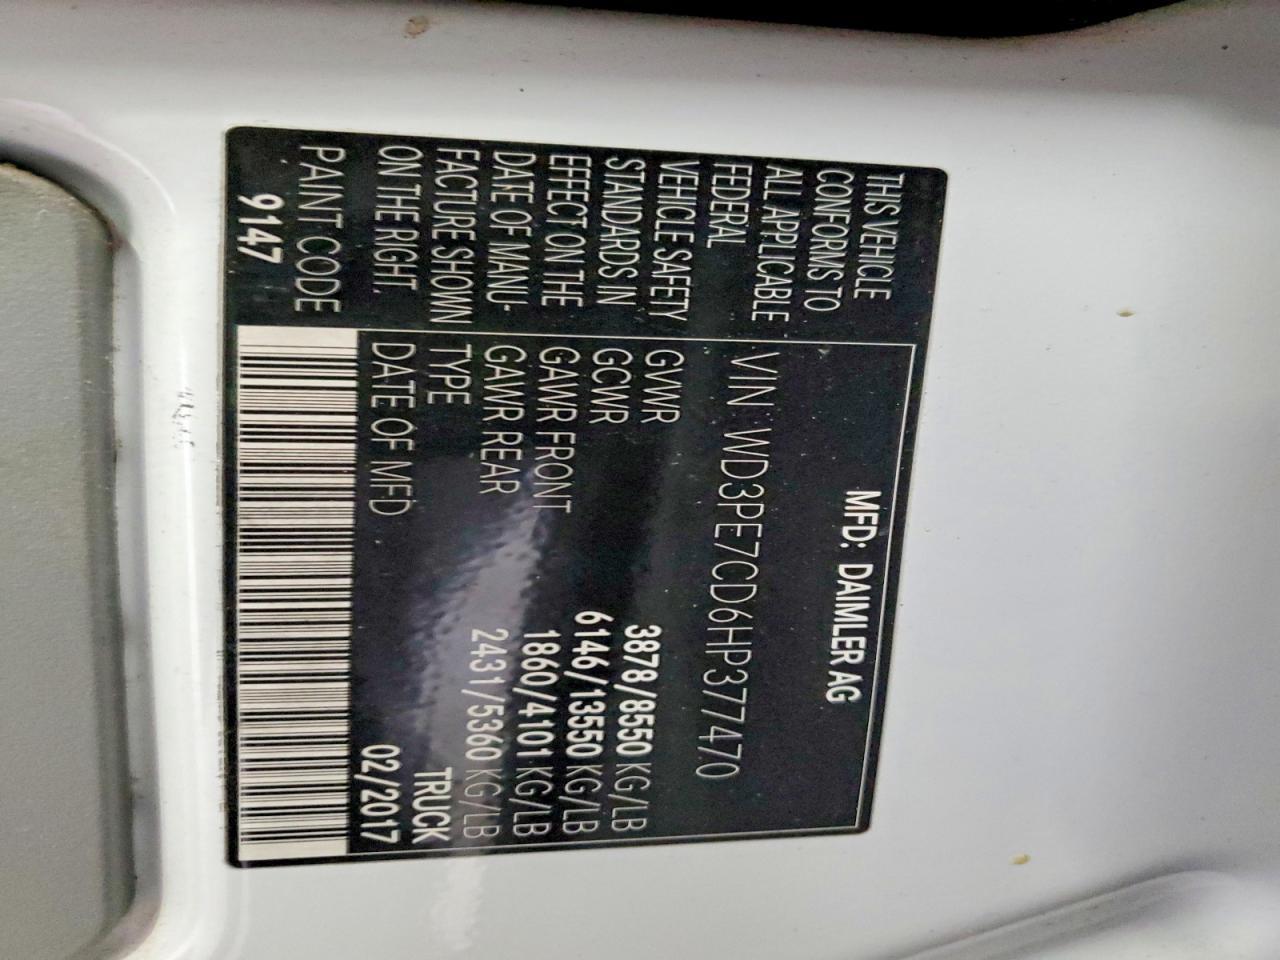 MFD: DAIMLER AG
THIS VEHICLE
CONFORMS TO
ALL APPLICABLE
FEDERAL
VEHICLE SAFETY
STANDARDS IN
EFFECT ON THE
DATE OF MANU-
FACTURE SHOWN
ON THE RIGHT.
PAINT CODE
9147
VIN WD3PE7CD6HP377470
GVWR 3878/8550 KG/LB
GCWR 6146/13550 KG/LB
GAWR FRONT 1860/4101 KG/LB
GAWR REAR 2431/5360 KG/LB
TYPE TRUCK
DATE OF MFD 02/2017